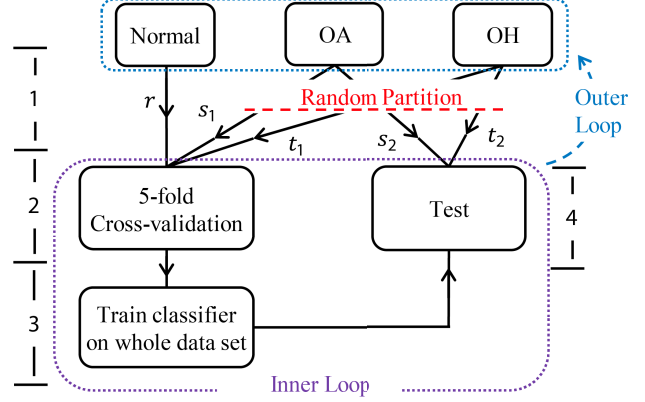 Normal
OA
OH
1
r
s1
Random Partition
t1
s2
t2
Outer
Loop
2
5-fold
Cross-validation
Test
4
3
Train classifier
on whole data set
Inner Loop